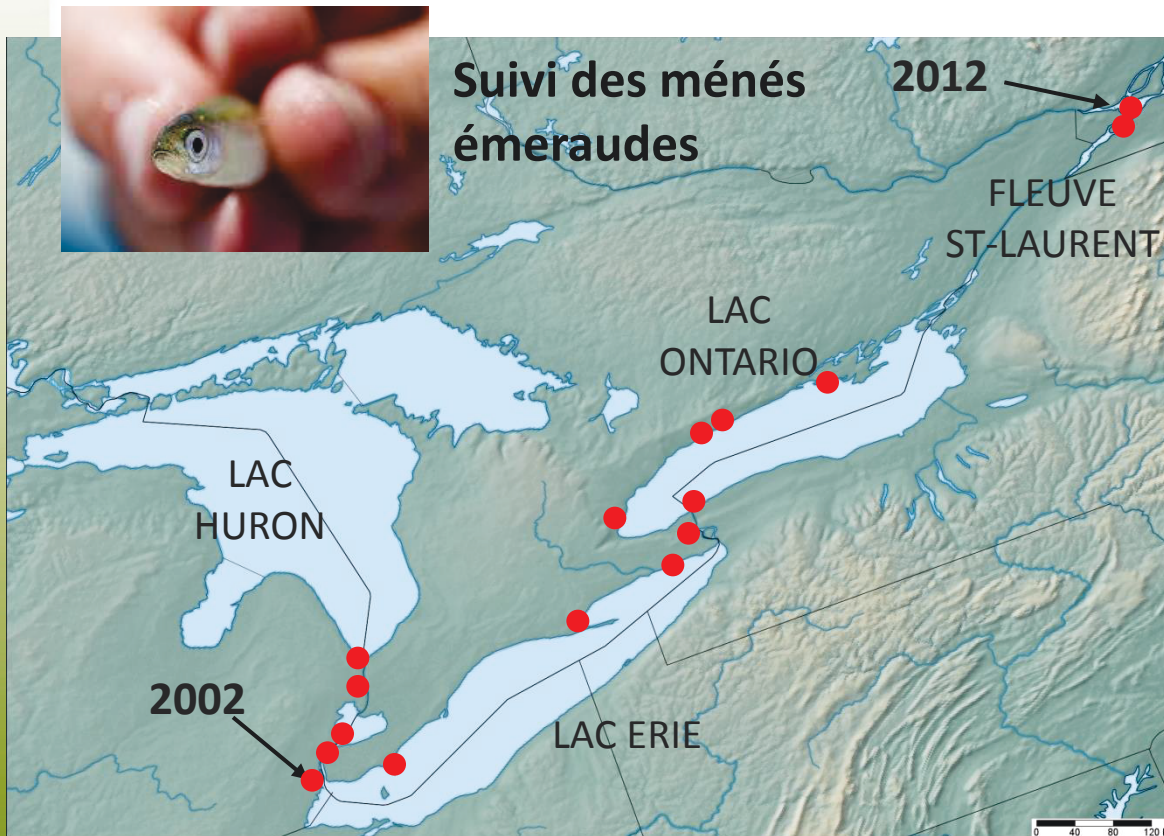 Suivi des ménés
émeraudes
2012
FLEUVE
ST-LAURENT
LAC
ONTARIO
LAC
HURON
2002
LAC ERIE
0 40 80 120